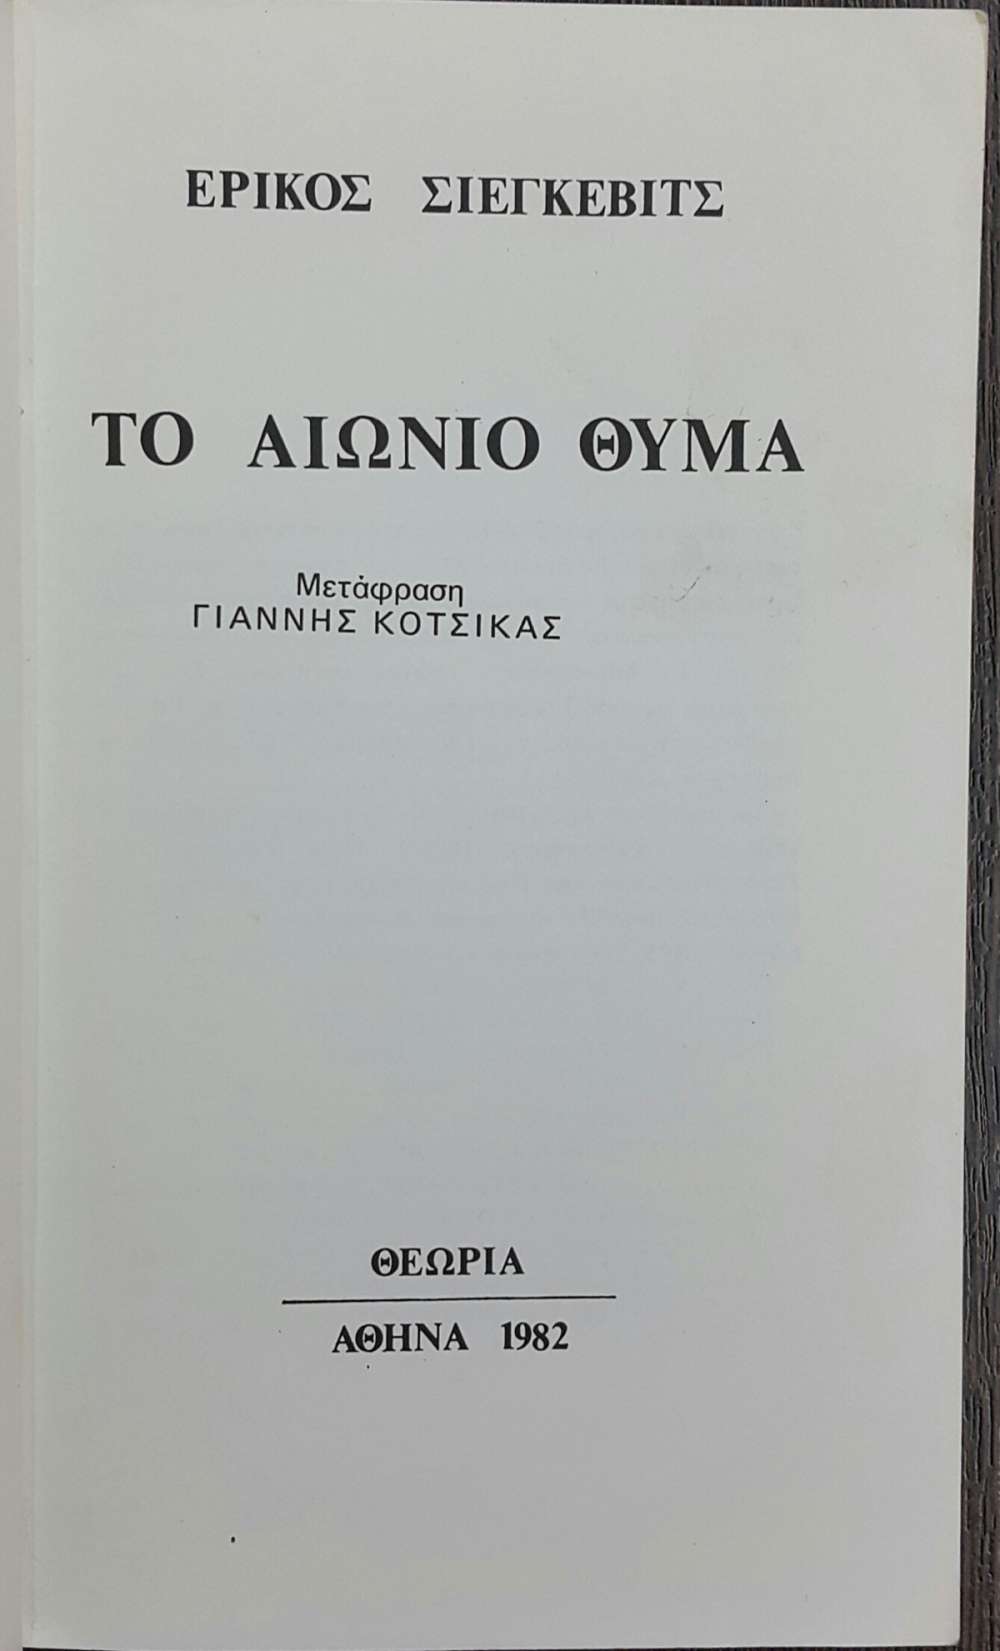 ΕΡΙΚΟΣ ΣΙΕΓΚΕΒΙΤΣ
ΤΟ ΑΙΩΝΙΟ ΘΥΜΑ
Μετάφραση
ΓΙΑΝΝΗΣ ΚΟΤΣΙΚΑΣ
ΘΕΩΡΙΑ
ΑΘΗΝΑ 1982